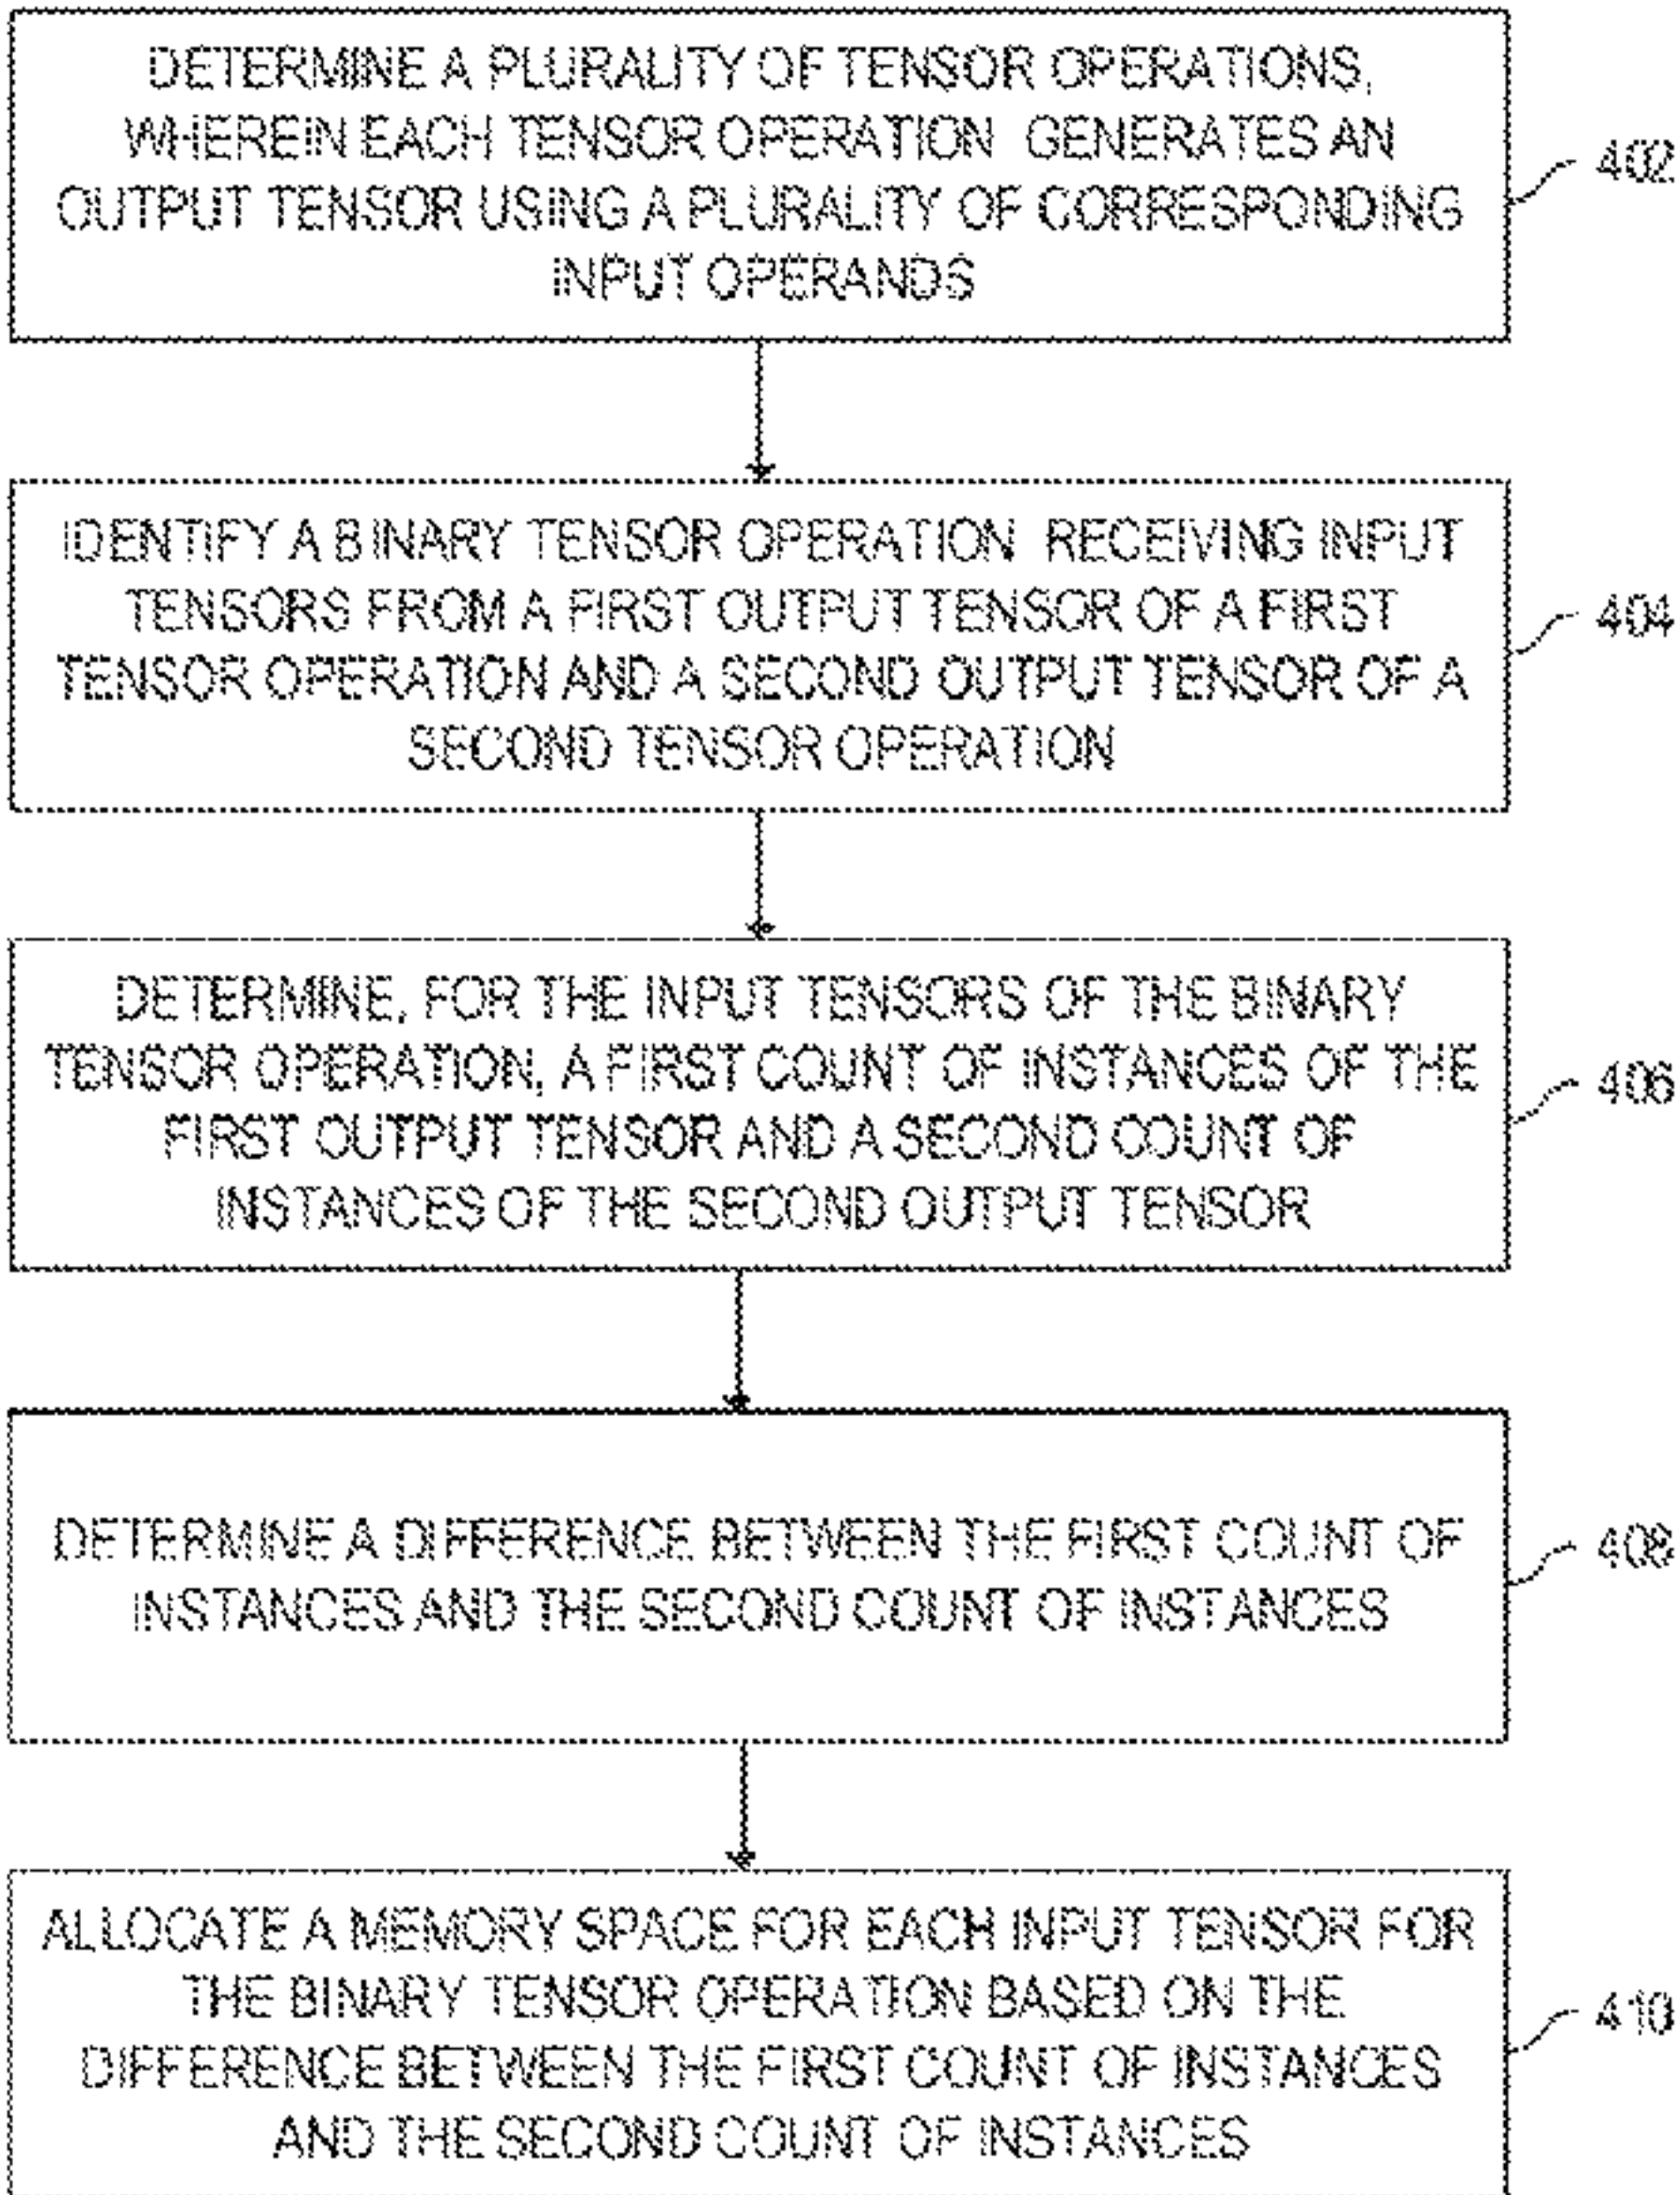 DETERMINE A PLURALITY OF TENSOR OPERATIONS,
WHEREIN EACH TENSOR OPERATION GENERATES AN
OUTPUT TENSOR USING A PLURALITY OF CORRESPONDING
INPUT OPERANDS
402
IDENTIFY A BINARY TENSOR OPERATION RECEIVING INPUT
TENSORS FROM A FIRST OUTPUT TENSOR OF A FIRST
TENSOR OPERATION AND A SECOND OUTPUT TENSOR OF A
SECOND TENSOR OPERATION
404
DETERMINE, FOR THE INPUT TENSORS OF THE BINARY
TENSOR OPERATION, A FIRST COUNT OF INSTANCES OF THE
FIRST OUTPUT TENSOR AND A SECOND COUNT OF
INSTANCES OF THE SECOND OUTPUT TENSOR
406
DETERMINE A DIFFERENCE BETWEEN THE FIRST COUNT OF
INSTANCES AND THE SECOND COUNT OF INSTANCES
408
ALLOCATE A MEMORY SPACE FOR EACH INPUT TENSOR FOR
THE BINARY TENSOR OPERATION BASED ON THE
DIFFERENCE BETWEEN THE FIRST COUNT OF INSTANCES
AND THE SECOND COUNT OF INSTANCES
410